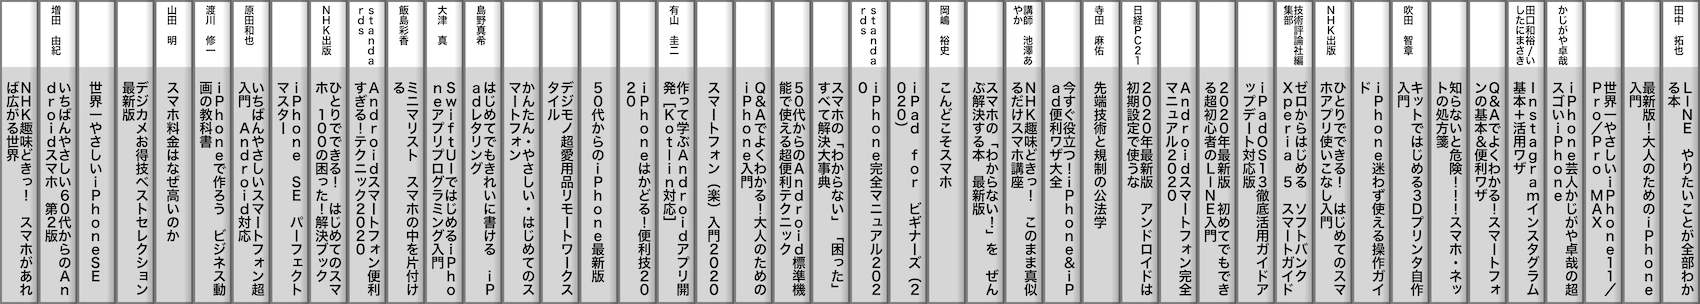 田中 拓也
LINE やりたいことが全部わか
る本
最新版!大人のためのiPhone
入門
世界一やさしいiPhone11/
Pro/Pro MAX
かじがや卓哉
iPhone芸人かじがや卓哉の超
スゴいiPhone
田口和裕/い
したにまさき
Instagramインスタグラム
基本+活用ワザ
Q&Aでよくわかる!スマートフォ
ンの基本&便利ワザ
知らないと危険!!!スマホ・ネッ
トの処方箋
吹田 智章
キットではじめる3Dプリンタ自作
入門
iPhone迷わず使える操作ガイ
ド
NHK出版
ひとりでできる! はじめてのスマ
ホアプリ使いこなし入門
技術評論社編
集部
ゼロからはじめる ソフトバンク
Xperia 5 スマートガイド
iPadOS13徹底活用ガイドア
ップデート対応版
2020年最新版 初めてでもでき
る超初心者のLINE入門
Androidスマートフォン完全
マニュアル2020
日経PC21
2020年最新版 アンドロイドは
初期設定で使うな
寺田 麻佑
先端技術と規制の公法学
今すぐ役立つ!iPhone&iP
ad便利ワザ大全
講師 池澤あ
やか
NHK趣味どきっ! このまま真似
るだけスマホ講座
スマホの「わからない!」を ぜん
ぶ解決する本 最新版
岡嶋 裕史
こんどこそスマホ
iPad for ビギナーズ(2
020)
standa
rds
iPhone完全マニュアル202
0
スマホの「わからない」「困った」
すべて解決大事典
50代からのAndroid標準機
能で使える超便利テクニック
Q&Aでよくわかる!大人のための
iPhone入門
スマートフォン〈楽〉入門2020
有山 圭二
作って学ぶAndroidアプリ開
発[Kotlin対応]
iPhoneはかどる!便利技20
20
50代からのiPhone最新版
デジモノ超愛用品リモートワークス
タイル
かんたん・やさしい・はじめてのス
マートフォン
島野真希
はじめてでもきれいに書ける iP
adレタリング
大津 真
SwiftUIではじめるiPho
neアプリプログラミング入門
飯島彩香
ミニマリスト スマホの中を片付け
る
standa
rds
Androidスマートフォン便利
すぎる!テクニック2020
NHK出版
ひとりでできる! はじめてのスマ
ホ 100の困った!解決ブック
iPhone SE パーフェクト
マスター
原田和也
いちばんやさしいスマートフォン超
入門 Android対応
渡川 修一
iPhoneで作ろう ビジネス動
画の教科書
山田 明
スマホ料金はなぜ高いのか
デジカメお得技ベストセレクション
最新版
世界一やさしいiPhoneSE
増田 由紀
いちばんやさしい60代からのAn
droidスマホ 第2版
NHK趣味どきっ! スマホがあれ
ば広がる世界